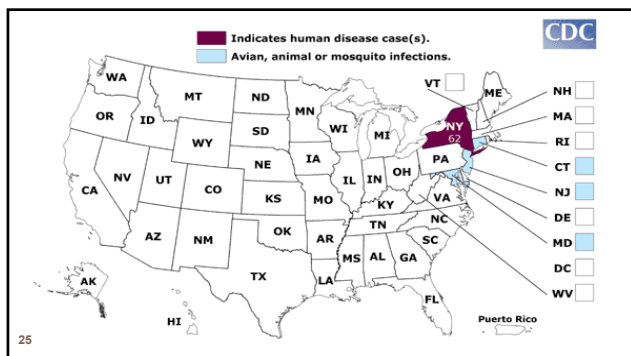 Indicates human disease case(s).
CDC
Avian, animal or mosquito infections.
VT
WA
MT
ND
MN
ME
NH
OR
ID
SD
WI
MI
NY
62
MA
WY
RI
IA
PA
CT
NE
NV
UT
CO
IL
IN
OH
NJ
CA
KS
MO
KY
VA
DE
NC
MD
AZ
NM
OK
AR
TN
SC
DC
MS
AL
GA
TX
LA
WV
AK
FL
HI
Puerto Rico
25